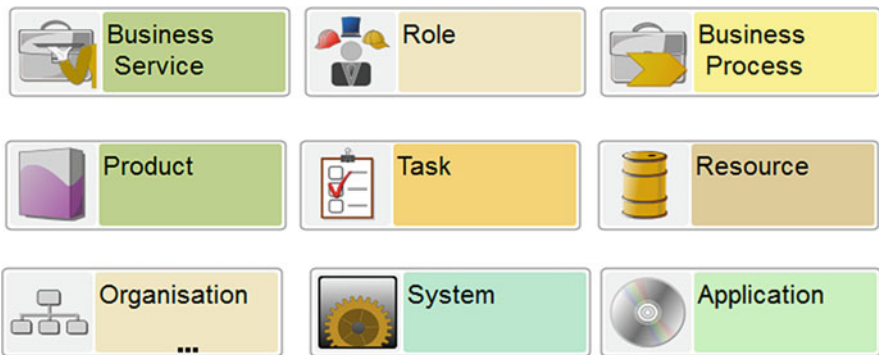 Business
Service
Role
Business
Process
Product
Task
Resource
Organisation
...
System
Application